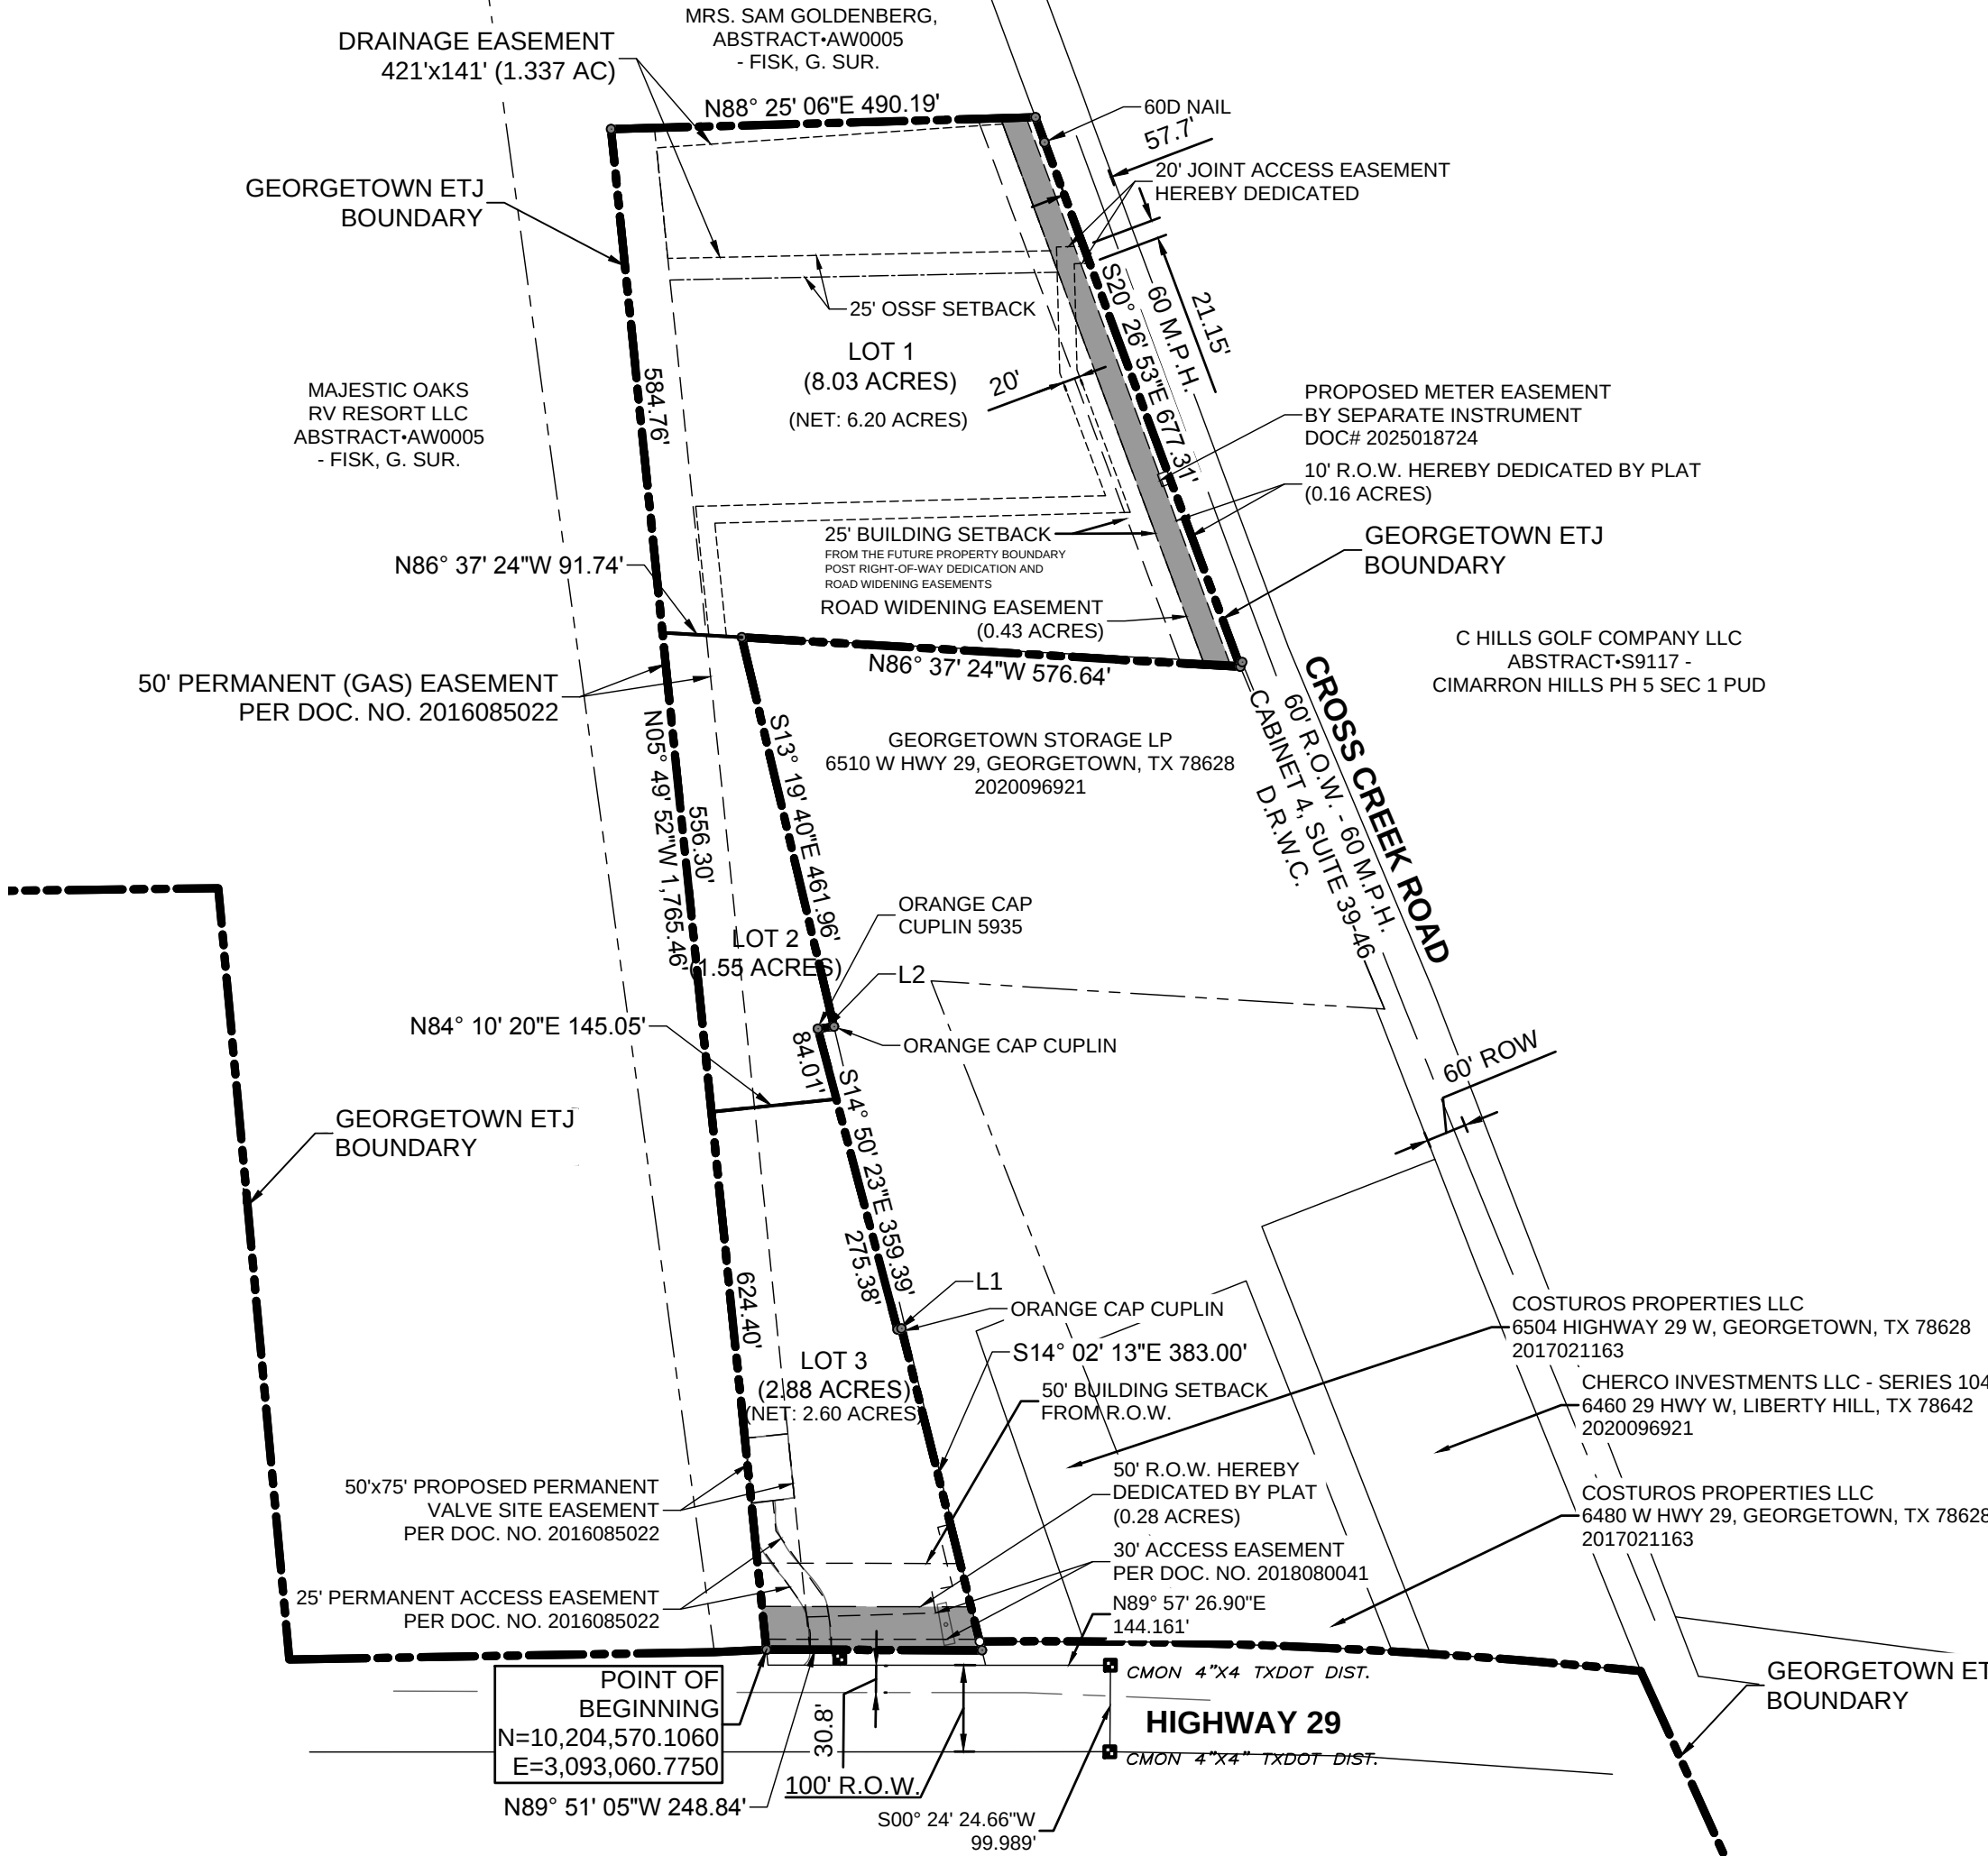 MRS. SAM GOLDENBERG,
ABSTRACT•AW0005
- FISK, G. SUR.
DRAINAGE EASEMENT
421'x141' (1.337 AC)
N88° 25' 06"E 490.19'
60D NAIL
57.7'
20' JOINT ACCESS EASEMENT
HEREBY DEDICATED
GEORGETOWN ETJ
BOUNDARY
25' OSSF SETBACK
S20° 26' 53"E 677.31'
60 M.P.H.
21.15'
LOT 1
(8.03 ACRES)
(NET: 6.20 ACRES)
20'
584.76'
MAJESTIC OAKS
RV RESORT LLC
ABSTRACT•AW0005
- FISK, G. SUR.
PROPOSED METER EASEMENT
BY SEPARATE INSTRUMENT
DOC# 2025018724
10' R.O.W. HEREBY DEDICATED BY PLAT
(0.16 ACRES)
25' BUILDING SETBACK
FROM THE FUTURE PROPERTY BOUNDARY
POST RIGHT-OF-WAY DEDICATION AND
ROAD WIDENING EASEMENTS
GEORGETOWN ETJ
BOUNDARY
N86° 37' 24"W 91.74'
ROAD WIDENING EASEMENT
(0.43 ACRES)
N86° 37' 24"W 576.64'
C HILLS GOLF COMPANY LLC
ABSTRACT•S9117 -
CIMARRON HILLS PH 5 SEC 1 PUD
50' PERMANENT (GAS) EASEMENT
PER DOC. NO. 2016085022
CROSS CREEK ROAD
60' R.O.W. - 60 M.P.H.
CABINET 4, SUITE 39-46
D.R.W.C.
GEORGETOWN STORAGE LP
6510 W HWY 29, GEORGETOWN, TX 78628
2020096921
S13° 19' 40"E 461.96'
N05° 49' 52"W 1,765.46'
556.30'
ORANGE CAP
CUPLIN 5935
LOT 2
(1.55 ACRES)
L2
N84° 10' 20"E 145.05'
ORANGE CAP CUPLIN
84.01'
60' ROW
GEORGETOWN ETJ
BOUNDARY
S14° 50' 23"E 359.39'
275.38'
624.40'
L1
ORANGE CAP CUPLIN
S14° 02' 13"E 383.00'
COSTUROS PROPERTIES LLC
6504 HIGHWAY 29 W, GEORGETOWN, TX 78628
2017021163
LOT 3
(2.88 ACRES)
(NET: 2.60 ACRES)
50' BUILDING SETBACK
FROM R.O.W.
CHERCO INVESTMENTS LLC - SERIES 104
6460 29 HWY W, LIBERTY HILL, TX 78642
2020096921
50'x75' PROPOSED PERMANENT
VALVE SITE EASEMENT
PER DOC. NO. 2016085022
50' R.O.W. HEREBY
DEDICATED BY PLAT
(0.28 ACRES)
COSTUROS PROPERTIES LLC
6480 W HWY 29, GEORGETOWN, TX 78628
2017021163
30' ACCESS EASEMENT
PER DOC. NO. 2018080041
25' PERMANENT ACCESS EASEMENT
PER DOC. NO. 2016085022
N89° 57' 26.90"E
144.161'
CMON 4"X4 TXDOT DIST.
GEORGETOWN ET
BOUNDARY
POINT OF
BEGINNING
N=10,204,570.1060
E=3,093,060.7750
30.8'
HIGHWAY 29
CMON 4"X4" TXDOT DIST.
100' R.O.W.
N89° 51' 05"W 248.84'
S00° 24' 24.66"W
99.989'